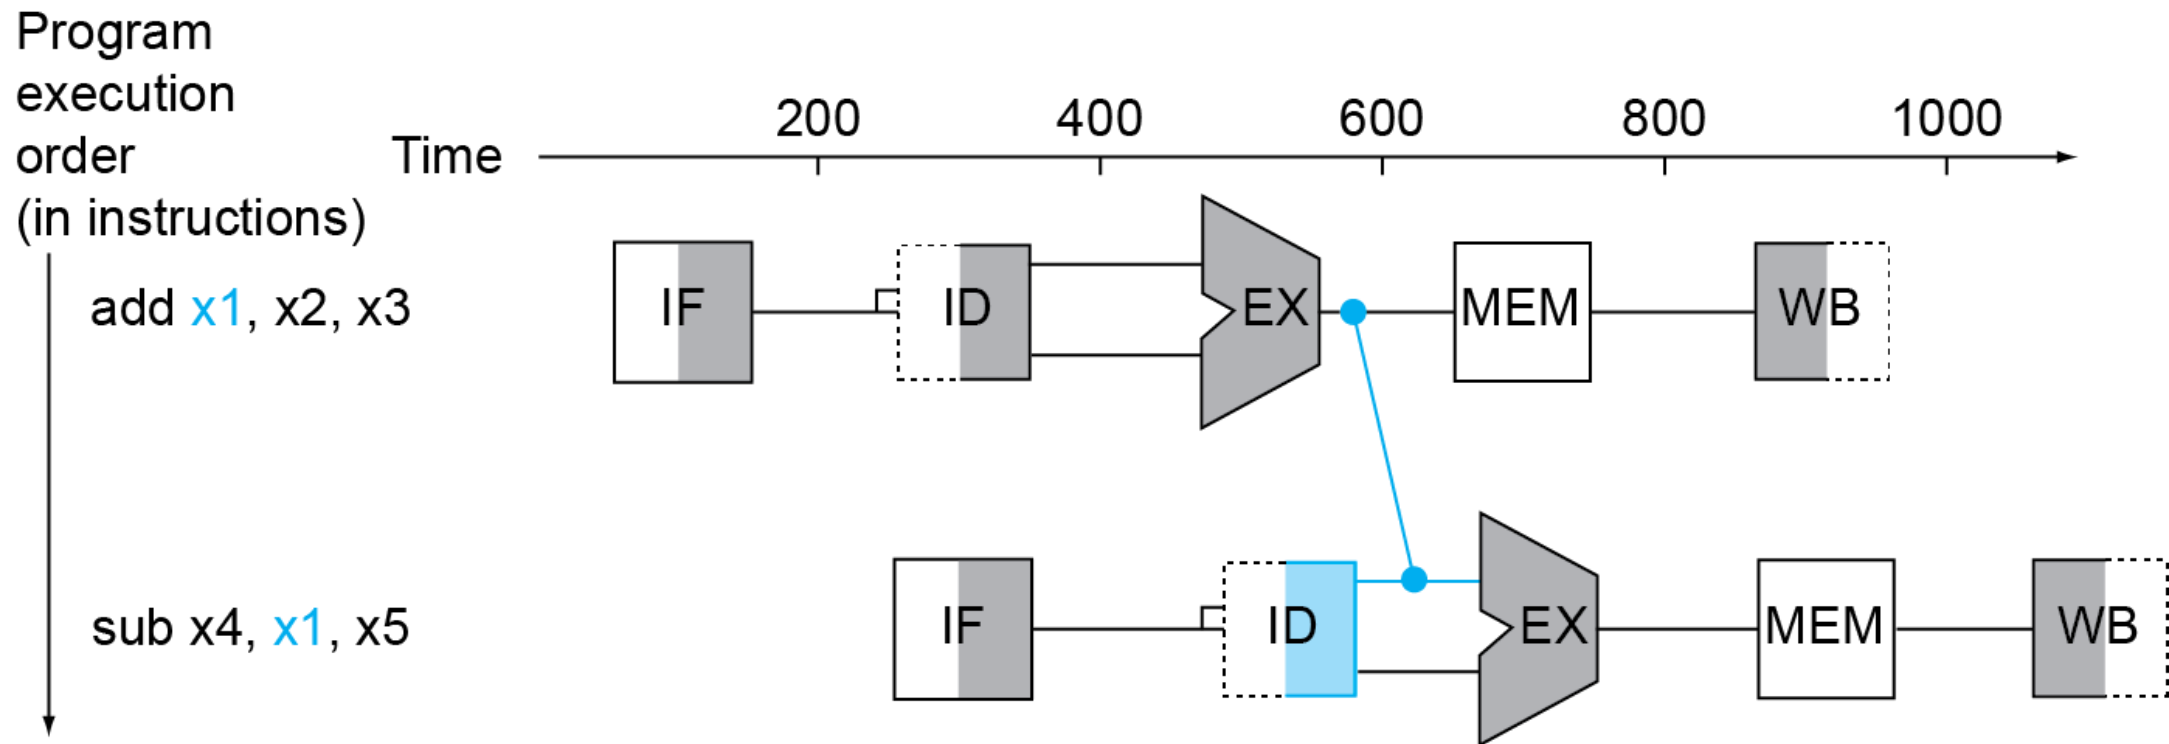 Program
execution
order
(in instructions)
Time
200 400 600 800 1000
add x1, x2, x3
IF ID EX MEM WB
sub x4, x1, x5
IF ID EX MEM WB